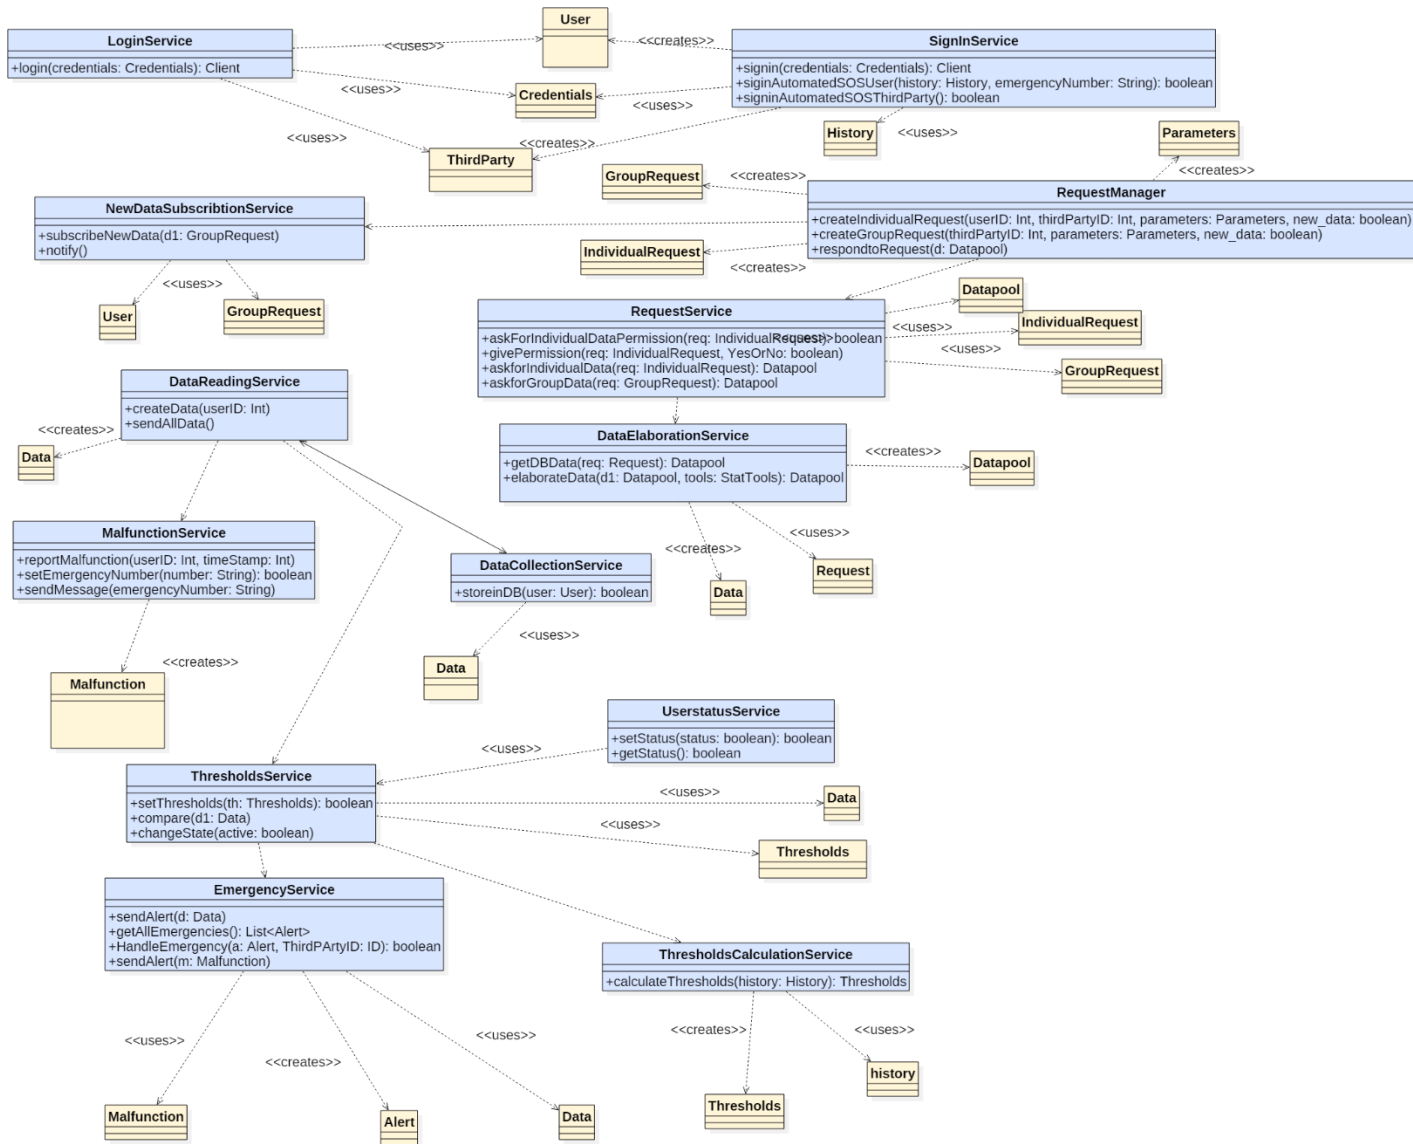 User
LoginService
+login(credentials: Credentials): Client
<<uses>>
<<creates>>
SignInService
+signin(credentials: Credentials): Client
+siginAutomatedSOSUser(history: History, emergencyNumber: String): boolean
+signinAutomatedSOSThirdParty(): boolean
<<uses>>
Credentials
<<uses>>
<<uses>>
<<creates>>
ThirdParty
History
<<uses>>
Parameters
<<creates>>
GroupRequest
<<creates>>
RequestManager
+createIndividualRequest(userID: Int, thirdPartyID: Int, parameters: Parameters, new_data: boolean)
+createGroupRequest(thirdPartyID: Int, parameters: Parameters, new_data: boolean)
+respondtoRequest(d: Datapool)
NewDataSubscribtionService
+subscribeNewData(d1: GroupRequest)
+notify()
IndividualRequest
<<creates>>
<<uses>>
User
GroupRequest
RequestService
+askForIndividualDataPermission(req: IndividualRequest): boolean
+givePermission(req: IndividualRequest, YesOrNo: boolean)
+askforIndividualData(req: IndividualRequest): Datapool
+askforGroupData(req: GroupRequest): Datapool
<<uses>>
Datapool
<<uses>>
IndividualRequest
<<uses>>
GroupRequest
DataReadingService
+createData(userID: Int)
+sendAllData()
<<creates>>
Data
DataElaborationService
+getDBData(req: Request): Datapool
+elaborateData(d1: Datapool, tools: StatTools): Datapool
<<creates>>
Datapool
MalfunctionService
+reportMalfunction(userID: Int, timeStamp: Int)
+setEmergencyNumber(number: String): boolean
+sendMessage(emergencyNumber: String)
DataCollectionService
+storeinDB(user: User): boolean
<<creates>>
<<uses>>
Data
Request
<<uses>>
Data
<<creates>>
Malfunction
UserstatusService
+setStatus(status: boolean): boolean
+getStatus(): boolean
<<uses>>
ThresholdsService
+setThresholds(th: Thresholds): boolean
+compare(d1: Data)
+changeState(active: boolean)
<<uses>>
Data
<<uses>>
Thresholds
EmergencyService
+sendAlert(d: Data)
+getAllEmergencies(): List<Alert>
+HandleEmergency(a: Alert, ThirdPArtyID: ID): boolean
+sendAlert(m: Malfunction)
ThresholdsCalculationService
+calculateThresholds(history: History): Thresholds
<<uses>>
<<creates>>
<<uses>>
<<creates>>
<<uses>>
history
Malfunction
Alert
Data
Thresholds